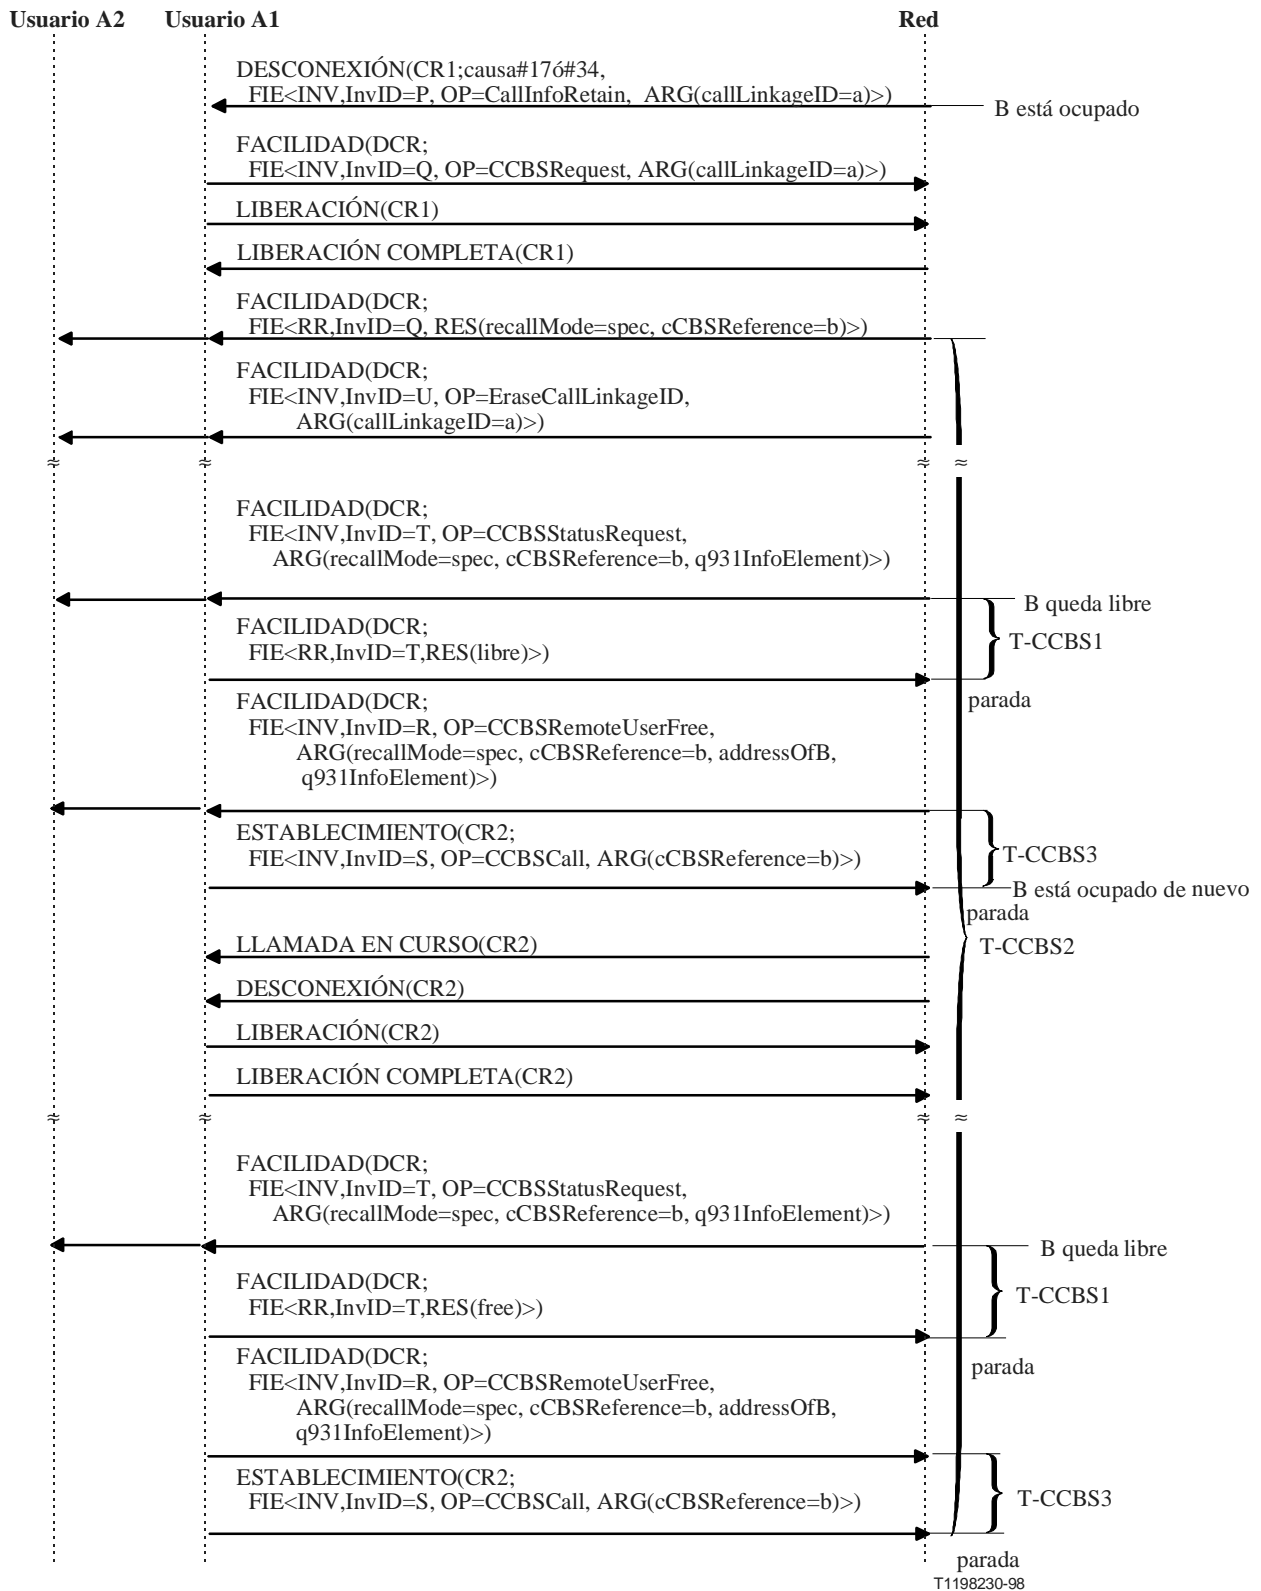 Usuario A2 Usuario A1 Red
DESCONEXIÓN(CR1;causa#17ó#34,
FIE<INV,InvID=P, OP=CallInfoRetain, ARG(callLinkageID=a)>)
B está ocupado
FACILIDAD(DCR;
FIE<INV,InvID=Q, OP=CCBSRequest, ARG(callLinkageID=a)>)
LIBERACIÓN(CR1)
LIBERACIÓN COMPLETA(CR1)
FACILIDAD(DCR;
FIE<RR,InvID=Q, RES(recallMode=spec, cCBSReference=b)>)
FACILIDAD(DCR;
FIE<INV,InvID=U, OP=EraseCallLinkageID,
ARG(callLinkageID=a)>)
FACILIDAD(DCR;
FIE<INV,InvID=T, OP=CCBSStatusRequest,
ARG(recallMode=spec, cCBSReference=b, q931InfoElement)>)
B queda libre
FACILIDAD(DCR;
FIE<RR,InvID=T,RES(libre)>)
T-CCBS1
parada
FACILIDAD(DCR;
FIE<INV,InvID=R, OP=CCBSRemoteUserFree,
ARG(recallMode=spec, cCBSReference=b, addressOfB,
q931InfoElement)>)
ESTABLECIMIENTO(CR2;
FIE<INV,InvID=S, OP=CCBSCall, ARG(cCBSReference=b)>)
T-CCBS3
B está ocupado de nuevo
parada
T-CCBS2
LLAMADA EN CURSO(CR2)
DESCONEXIÓN(CR2)
LIBERACIÓN(CR2)
LIBERACIÓN COMPLETA(CR2)
FACILIDAD(DCR;
FIE<INV,InvID=T, OP=CCBSStatusRequest,
ARG(recallMode=spec, cCBSReference=b, q931InfoElement)>)
B queda libre
FACILIDAD(DCR;
FIE<RR,InvID=T,RES(free)>)
T-CCBS1
parada
FACILIDAD(DCR;
FIE<INV,InvID=R, OP=CCBSRemoteUserFree,
ARG(recallMode=spec, cCBSReference=b, addressOfB,
q931InfoElement)>)
ESTABLECIMIENTO(CR2;
FIE<INV,InvID=S, OP=CCBSCall, ARG(cCBSReference=b)>)
T-CCBS3
parada
T1198230-98